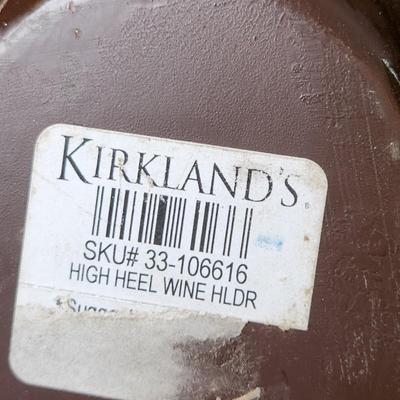 KIRKLAND'S®
SKU# 33-106616
HIGH HEEL WINE HLDR